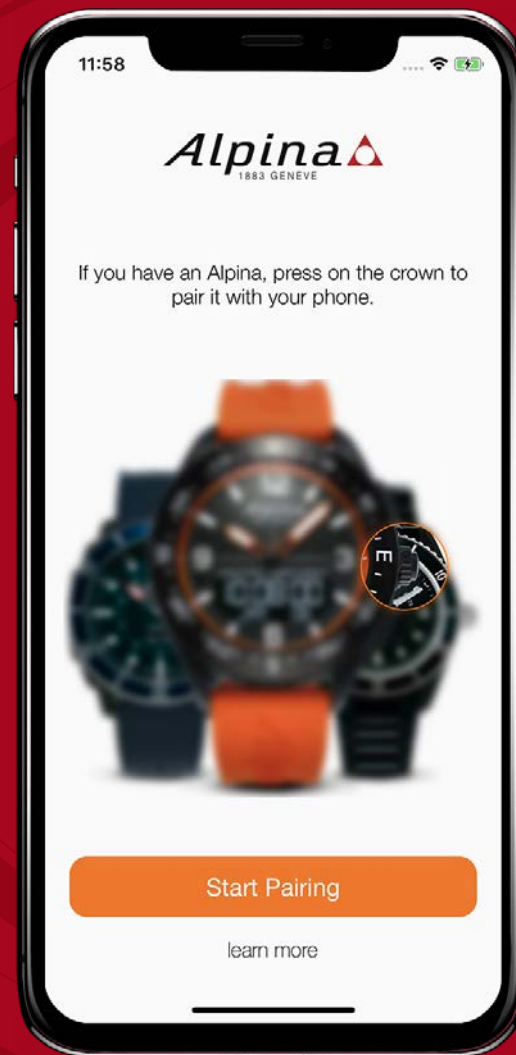 11:58
Alpina
1883 GENEVE
If you have an Alpina, press on the crown to
pair it with your phone.
E
Start Pairing
learn more